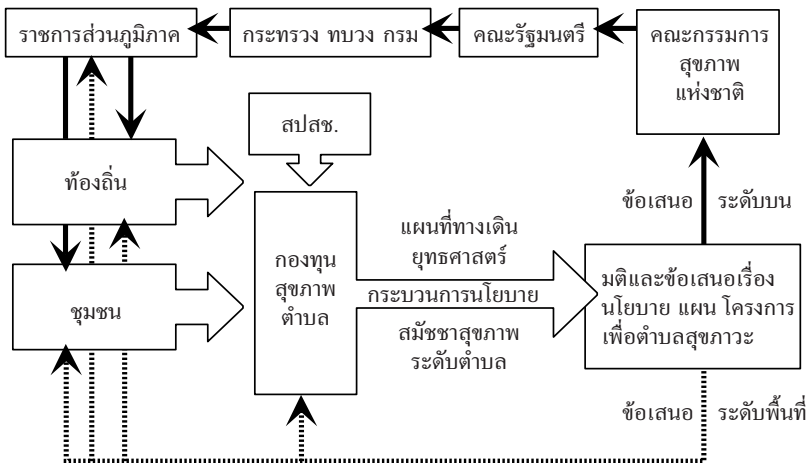 ราชการส่วนภูมิภาค
กระทรวง ทบวง กรม
คณะรัฐมนตรี
คณะกรรมการ
สุขภาพ
แห่งชาติ
สปสช.
ท้องถิ่น
ข้อเสนอ ระดับบน
กองทุน
สุขภาพ
ตำบล
แผนที่ทางเดิน
ยุทธศาสตร์
กระบวนการนโยบาย
สมัชชาสุขภาพ
ระดับตำบล
มติและข้อเสนอเรื่อง
นโยบาย แผน โครงการ
เพื่อตำบลสุขภาวะ
ชุมชน
ข้อเสนอ ระดับพื้นที่